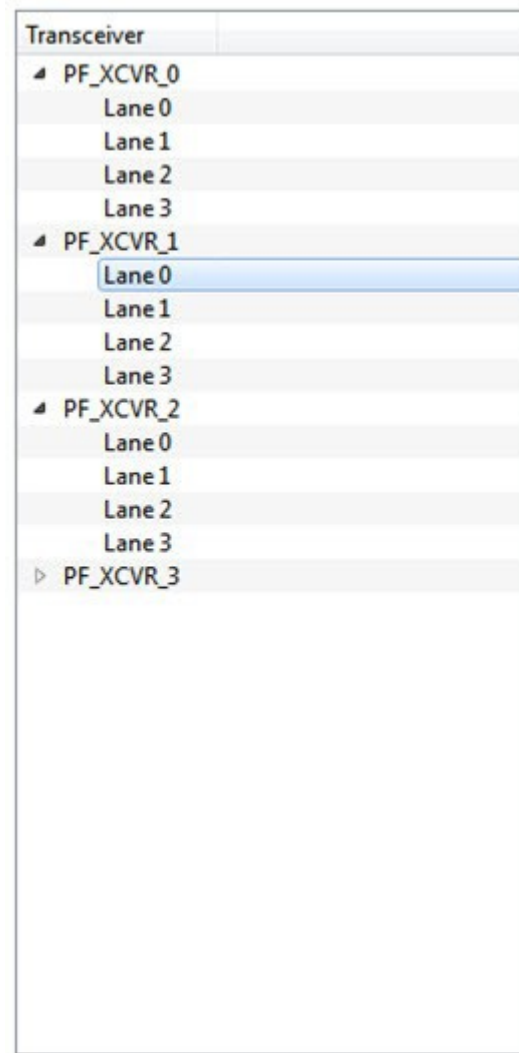 Transceiver
PF_XCVR_0
Lane 0
Lane 1
Lane 2
Lane 3
PF_XCVR_1
Lane 0
Lane 1
Lane 2
Lane 3
PF_XCVR_2
Lane 0
Lane 1
Lane 2
Lane 3
PF_XCVR_3